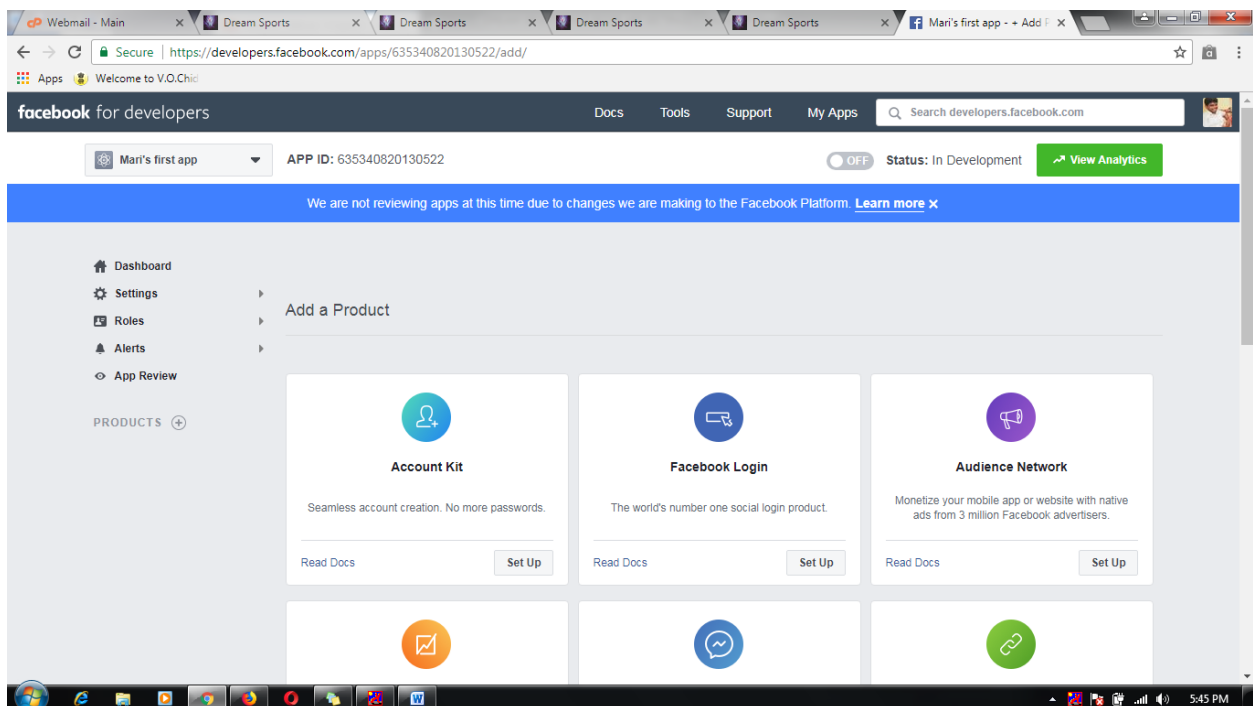 cP Webmail - Main
Dream Sports
Dream Sports
Dream Sports
Dream Sports
Mari's first app - + Add
Secure | https://developers.facebook.com/apps/635340820130522/add/
Apps Welcome to V.O.Chid
facebook for developers Docs Tools Support My Apps Search developers.facebook.com
Mari's first app APP ID: 635340820130522 OFF Status: In Development View Analytics
We are not reviewing apps at this time due to changes we are making to the Facebook Platform. Learn more
Dashboard
Settings
Roles
Alerts
App Review
PRODUCTS
Add a Product
Account Kit
Seamless account creation. No more passwords.
Read Docs Set Up
Facebook Login
The world's number one social login product.
Read Docs Set Up
Audience Network
Monetize your mobile app or website with native
ads from 3 million Facebook advertisers.
Read Docs Set Up
5:45 PM